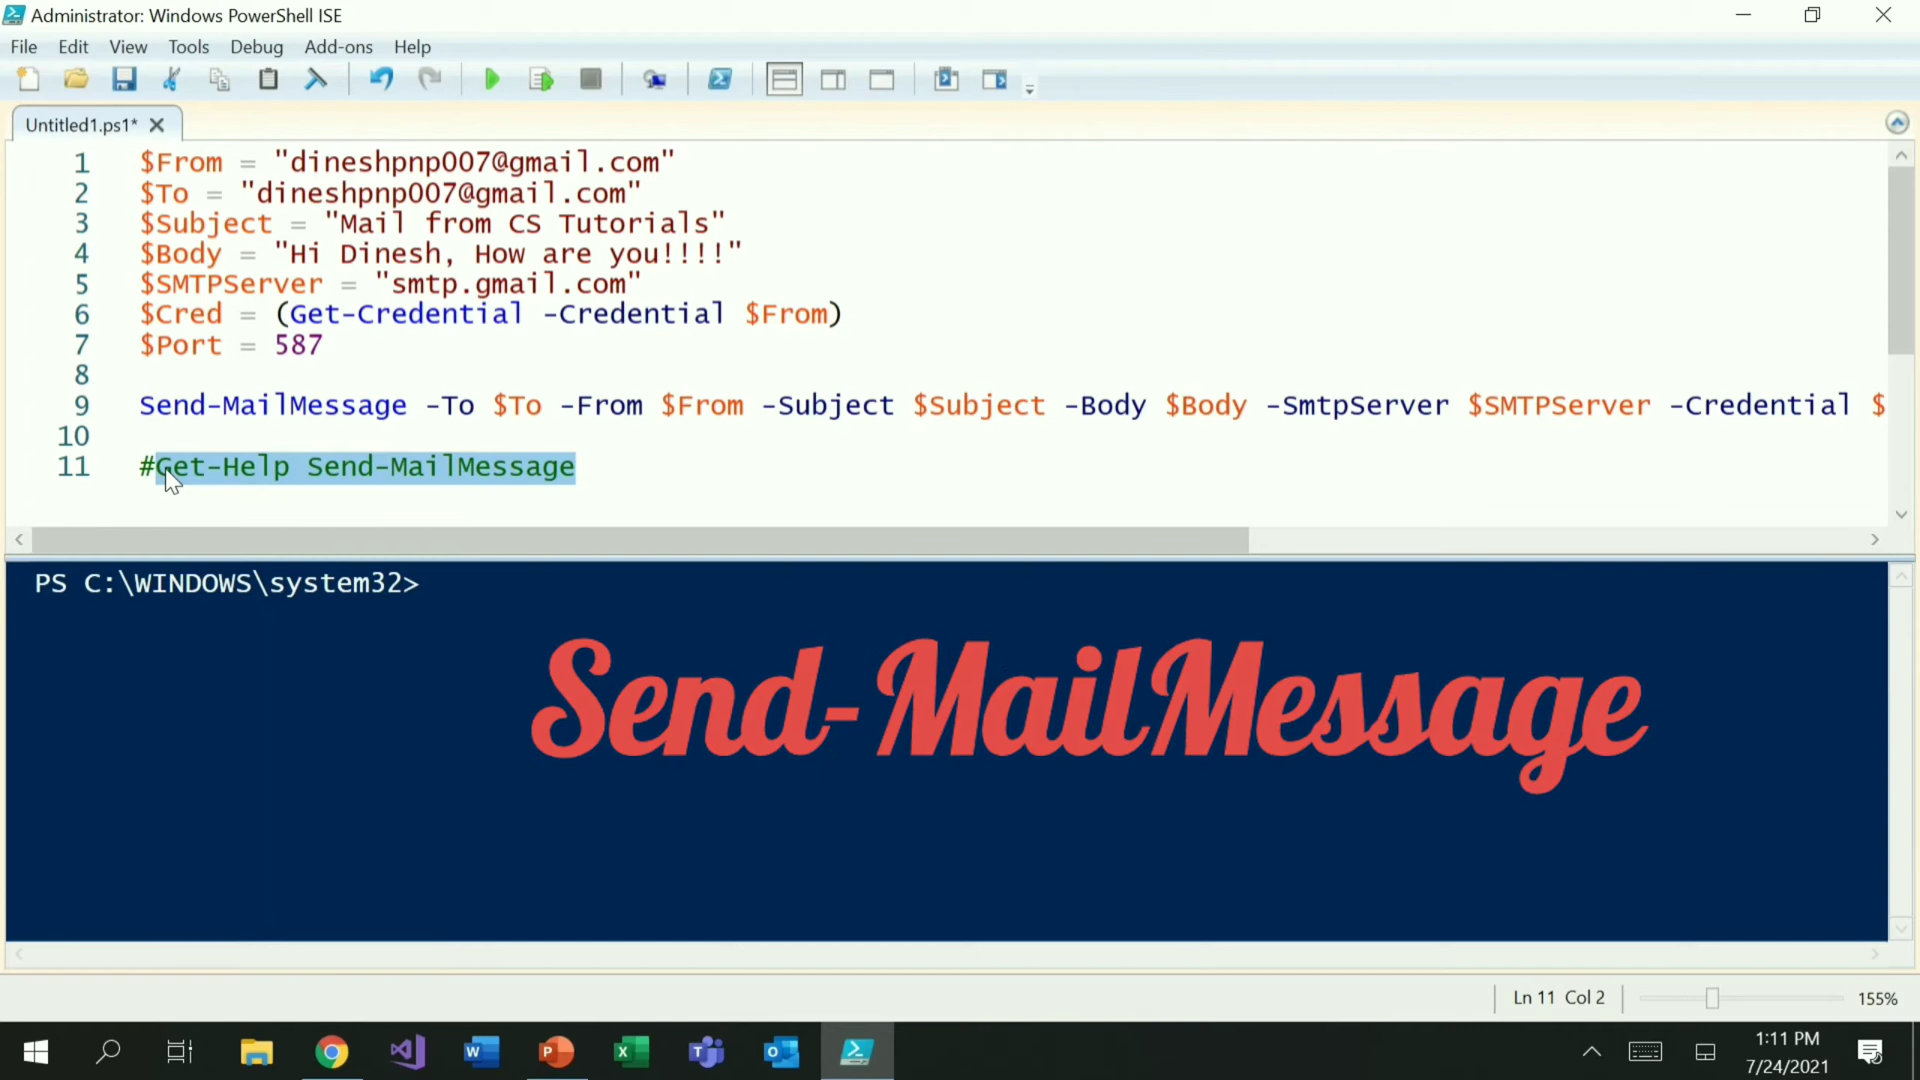 Administrator: Windows PowerShell ISE
File Edit View Tools Debug Add-ons Help
Untitled1.ps1*
1 $From = "dineshpnp007@gmail.com"
2 $To = "dineshpnp007@gmail.com"
3 $Subject = "Mail from CS Tutorials"
4 $Body = "Hi Dinesh, How are you!!!!"
5 $SMTPServer = "smtp.gmail.com"
6 $Cred = (Get-Credential -Credential $From)
7 $Port = 587
8
9 Send-MailMessage -To $To -From $From -Subject $Subject -Body $Body -SmtpServer $SMTPServer -Credential $
10
11 #Get-Help Send-MailMessage
PS C:\WINDOWS\system32>
Send-MailMessage
Ln 11 Col 2 155%
1:11 PM
7/24/2021